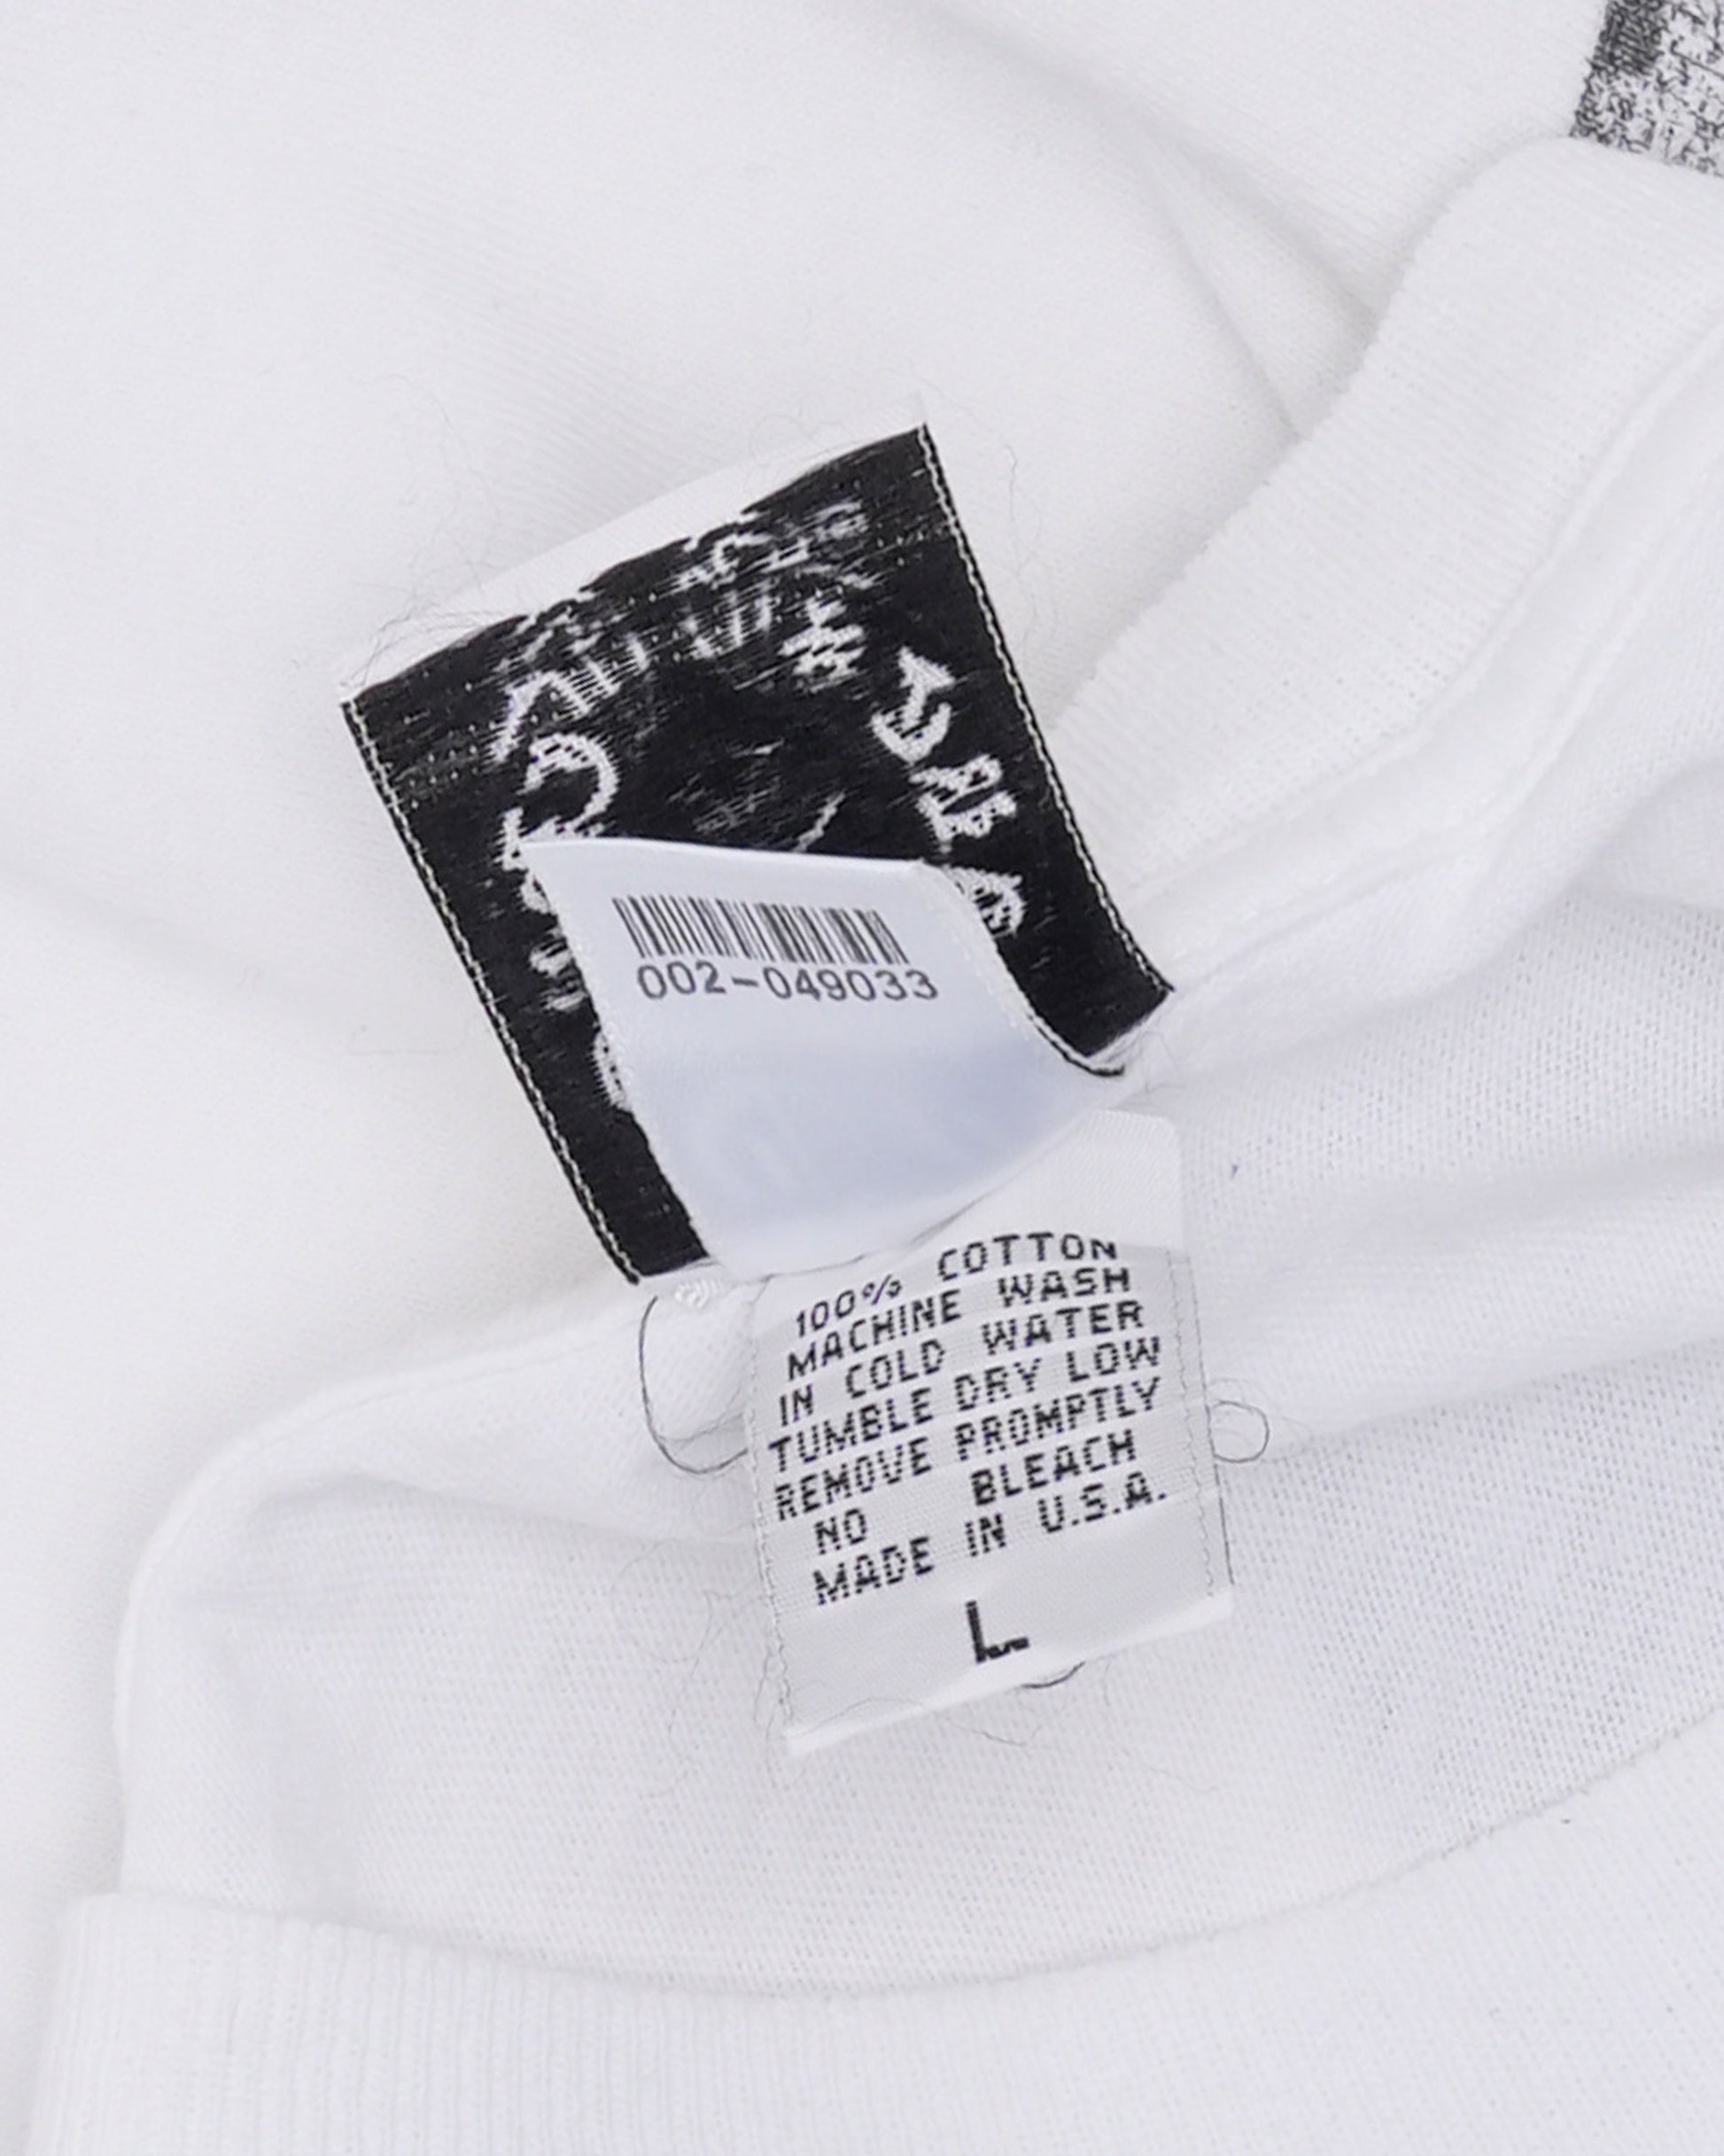 002-049033
100% COTTON
MACHINE WASH
IN COLD WATER
TUMBLE DRY LOW
REMOVE PROMPTLY
NO BLEACH
MADE IN U.S.A.
L